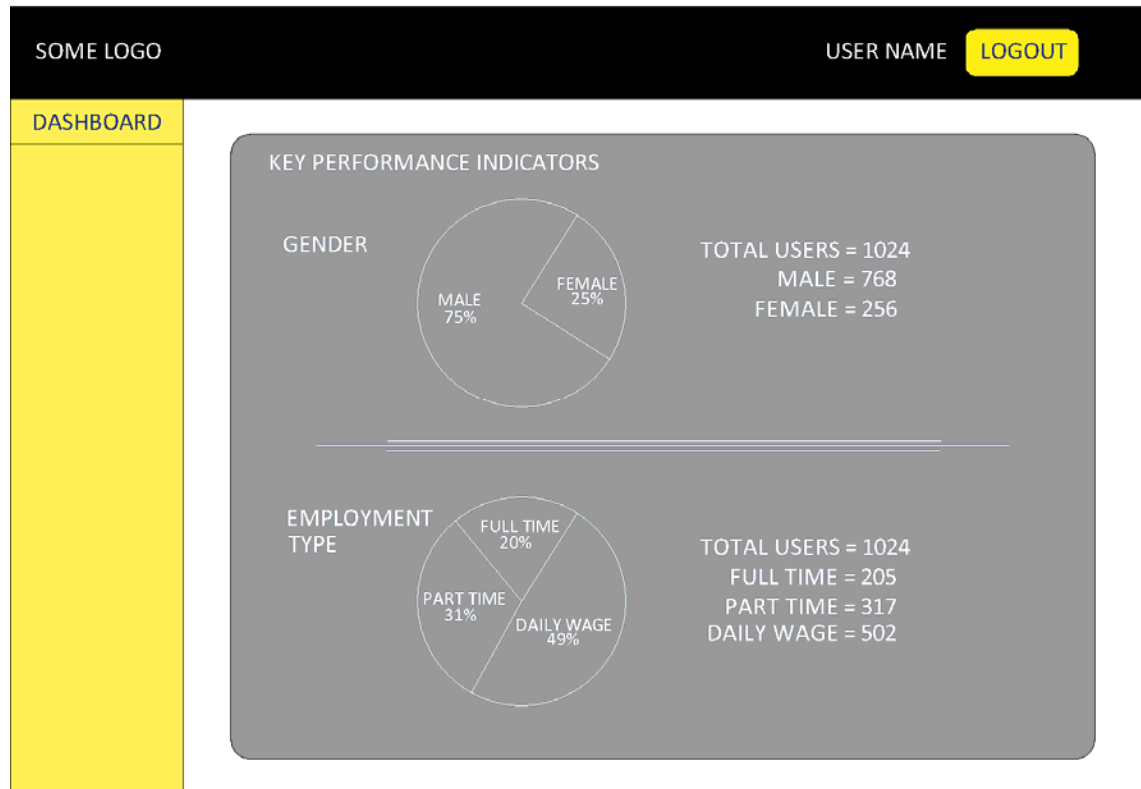 SOME LOGO
USER NAME
LOGOUT
DASHBOARD
KEY PERFORMANCE INDICATORS
GENDER
MALE
75%
FEMALE
25%
TOTAL USERS = 1024
MALE = 768
FEMALE = 256
EMPLOYMENT
TYPE
FULL TIME
20%
PART TIME
31%
DAILY WAGE
49%
TOTAL USERS = 1024
FULL TIME = 205
PART TIME = 317
DAILY WAGE = 502